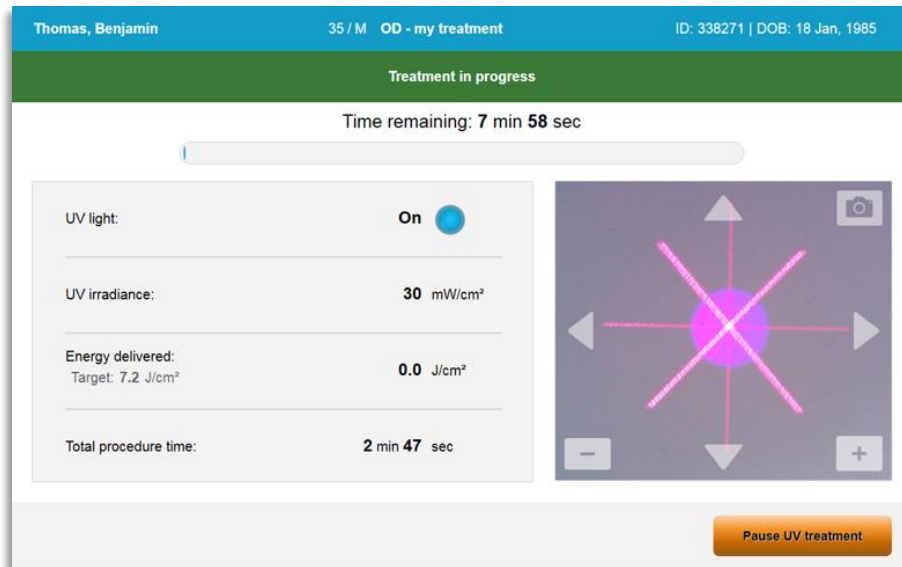 Thomas, Benjamin 35 / M OD - my treatment ID: 338271 | DOB: 18 Jan, 1985
Treatment in progress
Time remaining: 7 min 58 sec
UV light: On
UV irradiance: 30 mW/cm²
Energy delivered:
Target: 7.2 J/cm² 0.0 J/cm²
Total procedure time: 2 min 47 sec
Pause UV treatment